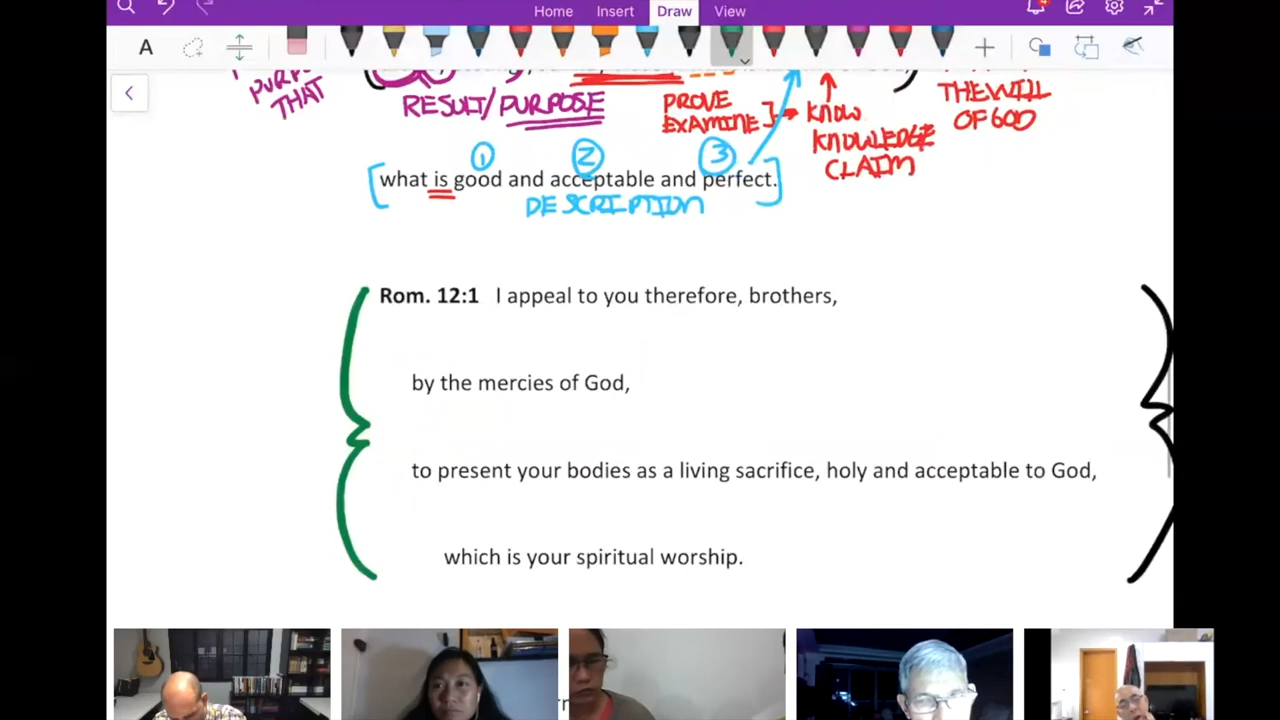 Home Insert Draw View
A
PURPO
THAT
RESULT/PURPOSE
PROVE
EXAMINE
KNOW
KNOWLEDGE
CLAIM
THE WILL
OF GOD
1 2 3
[what is good and acceptable and perfect.]
DESCRIPTION
Rom. 12:1 I appeal to you therefore, brothers,
by the mercies of God,
to present your bodies as a living sacrifice, holy and acceptable to God,
which is your spiritual worship.